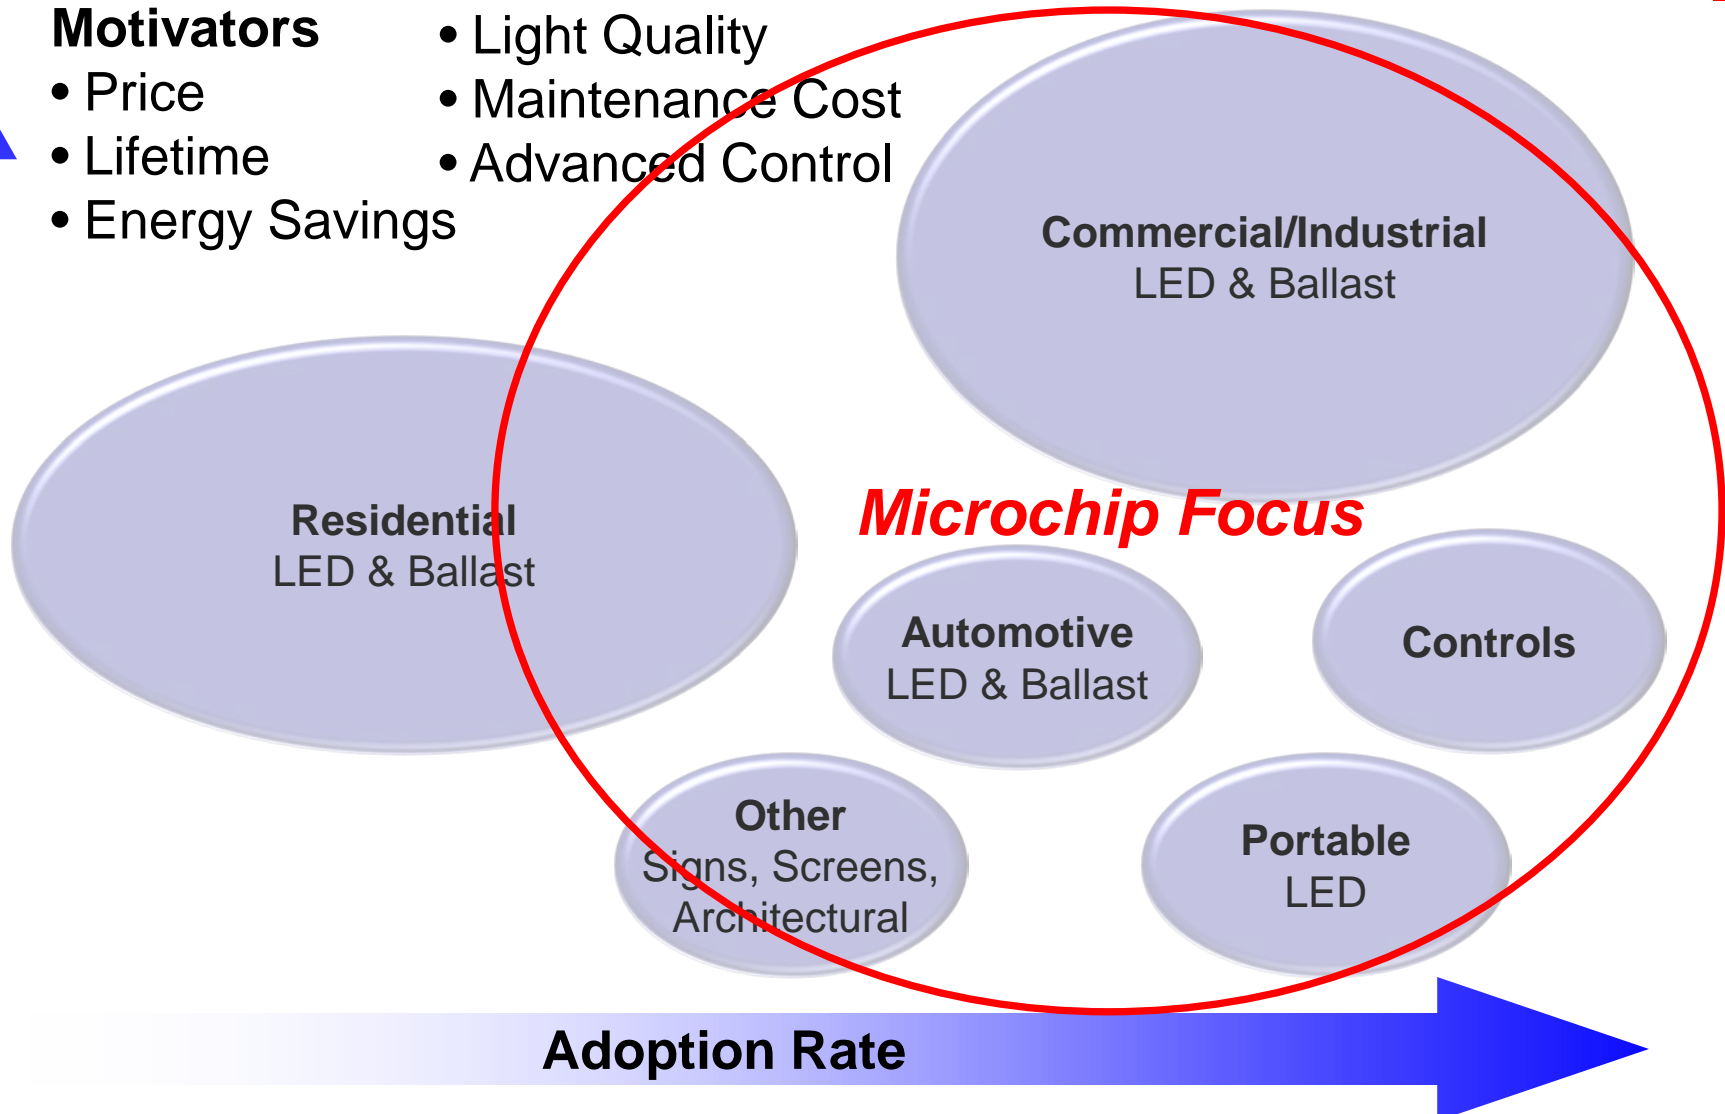 Motivators
• Price
• Lifetime
• Energy Savings
• Light Quality
• Maintenance Cost
• Advanced Control
Commercial/Industrial
LED & Ballast
Residential
LED & Ballast
Microchip Focus
Automotive
LED & Ballast
Controls
Other
Signs, Screens,
Architectural
Portable
LED
Adoption Rate